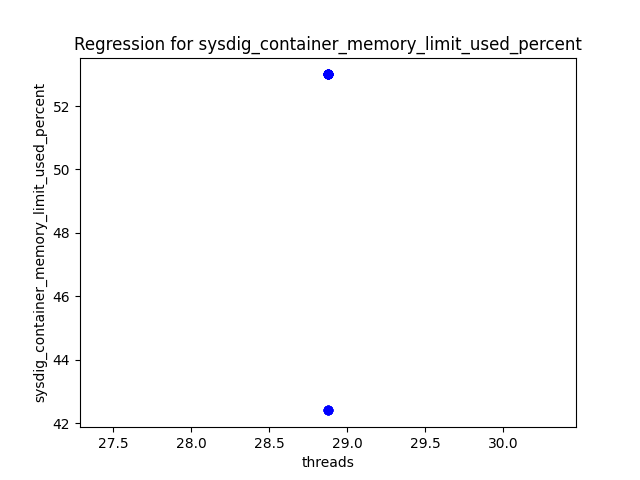 Regression for sysdig_container_memory_limit_used_percent
sysdig_container_memory_limit_used_percent
52
50
48
46
44
42
27.5 28.0 28.5 29.0 29.5 30.0
threads